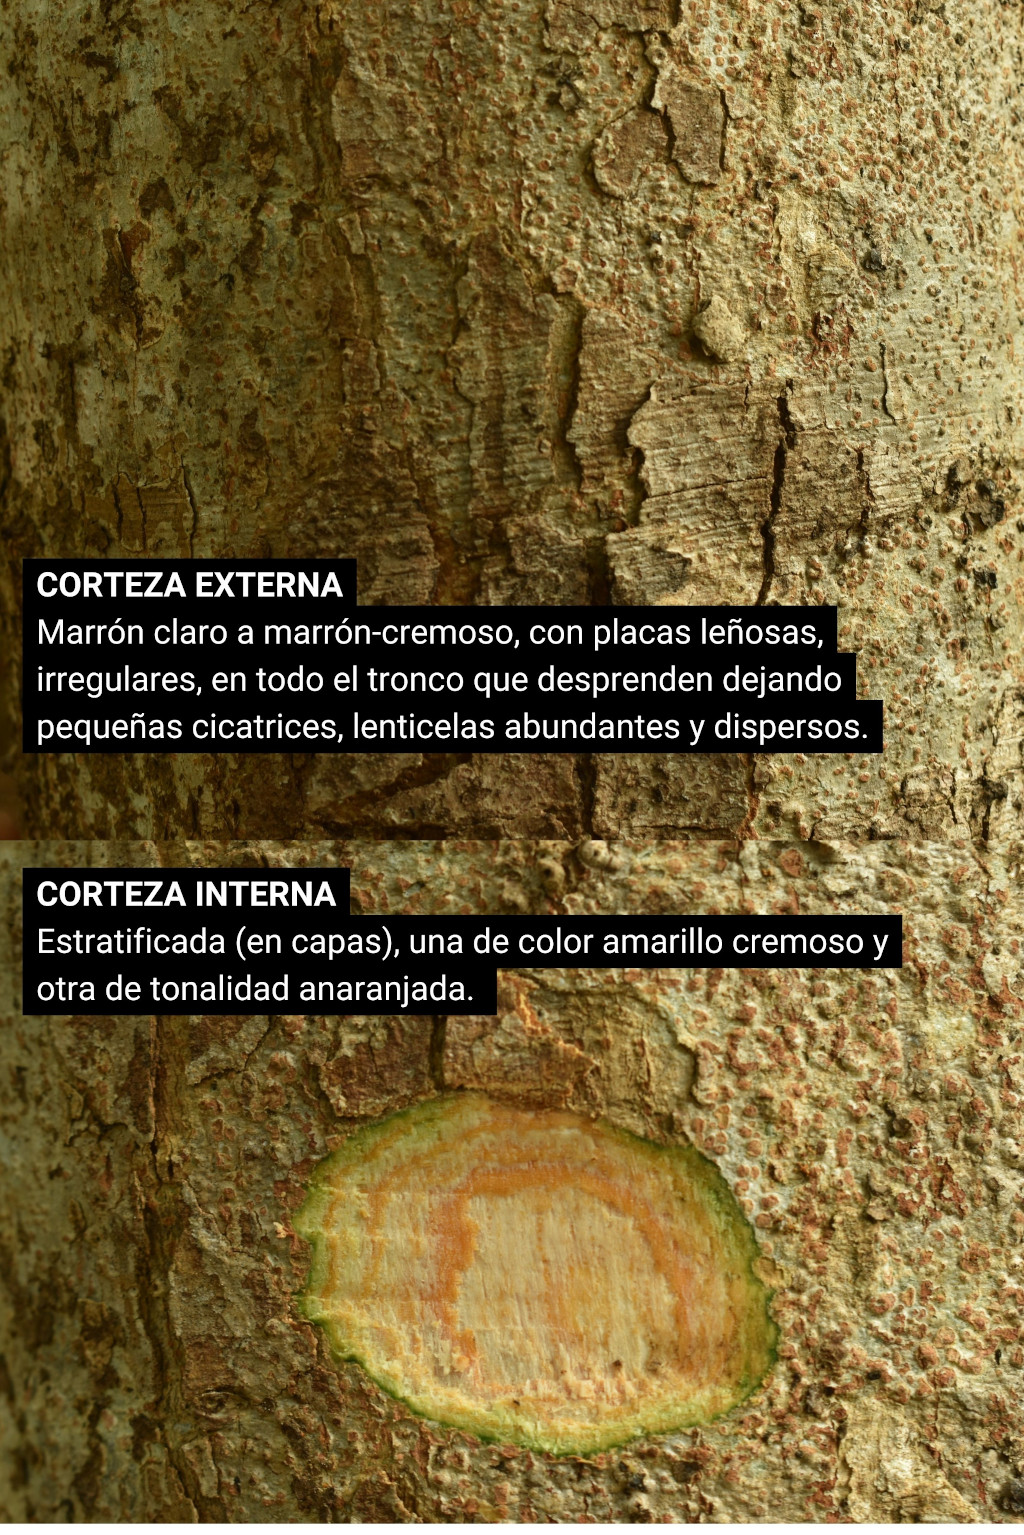 CORTEZA EXTERNA
Marrón claro a marrón-cremoso, con placas leñosas,
irregulares, en todo el tronco que desprenden dejando
pequeñas cicatrices, lenticelas abundantes y dispersos.
CORTEZA INTERNA
Estratificada (en capas), una de color amarillo cremoso y
otra de tonalidad anaranjada.